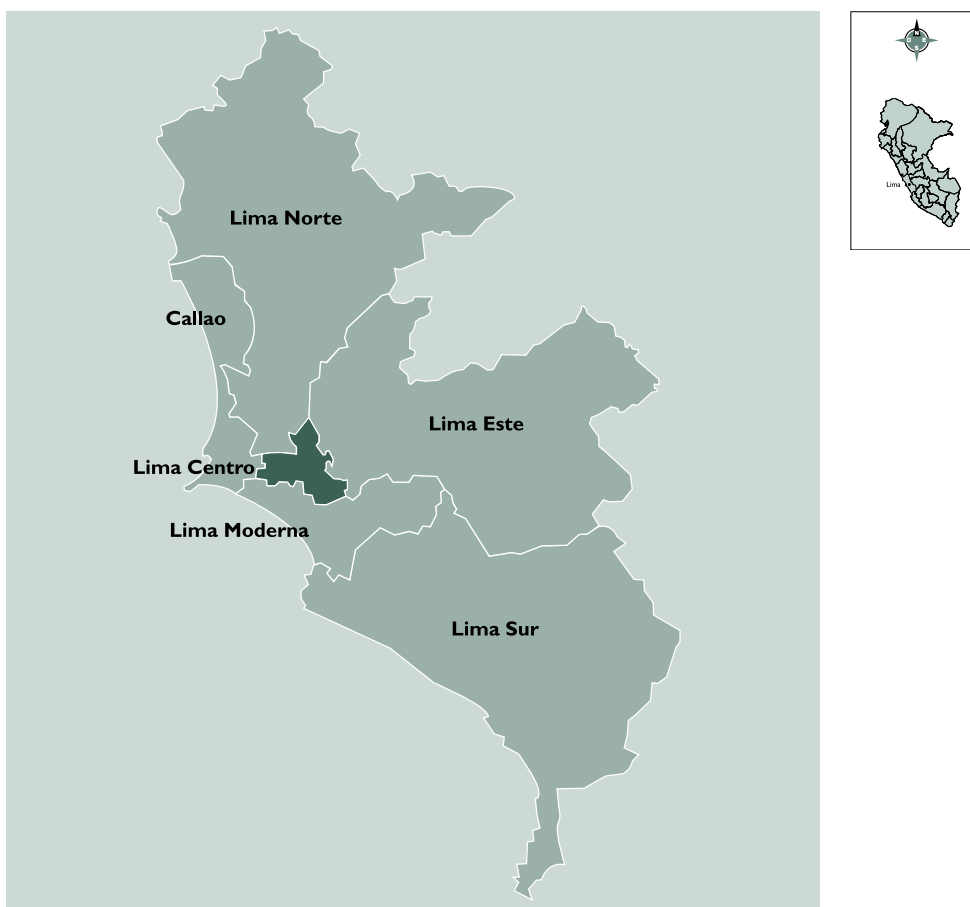 Lima Norte
Callao
Lima Este
Lima Centro
Lima Moderna
Lima Sur
N
O E
S
Lima